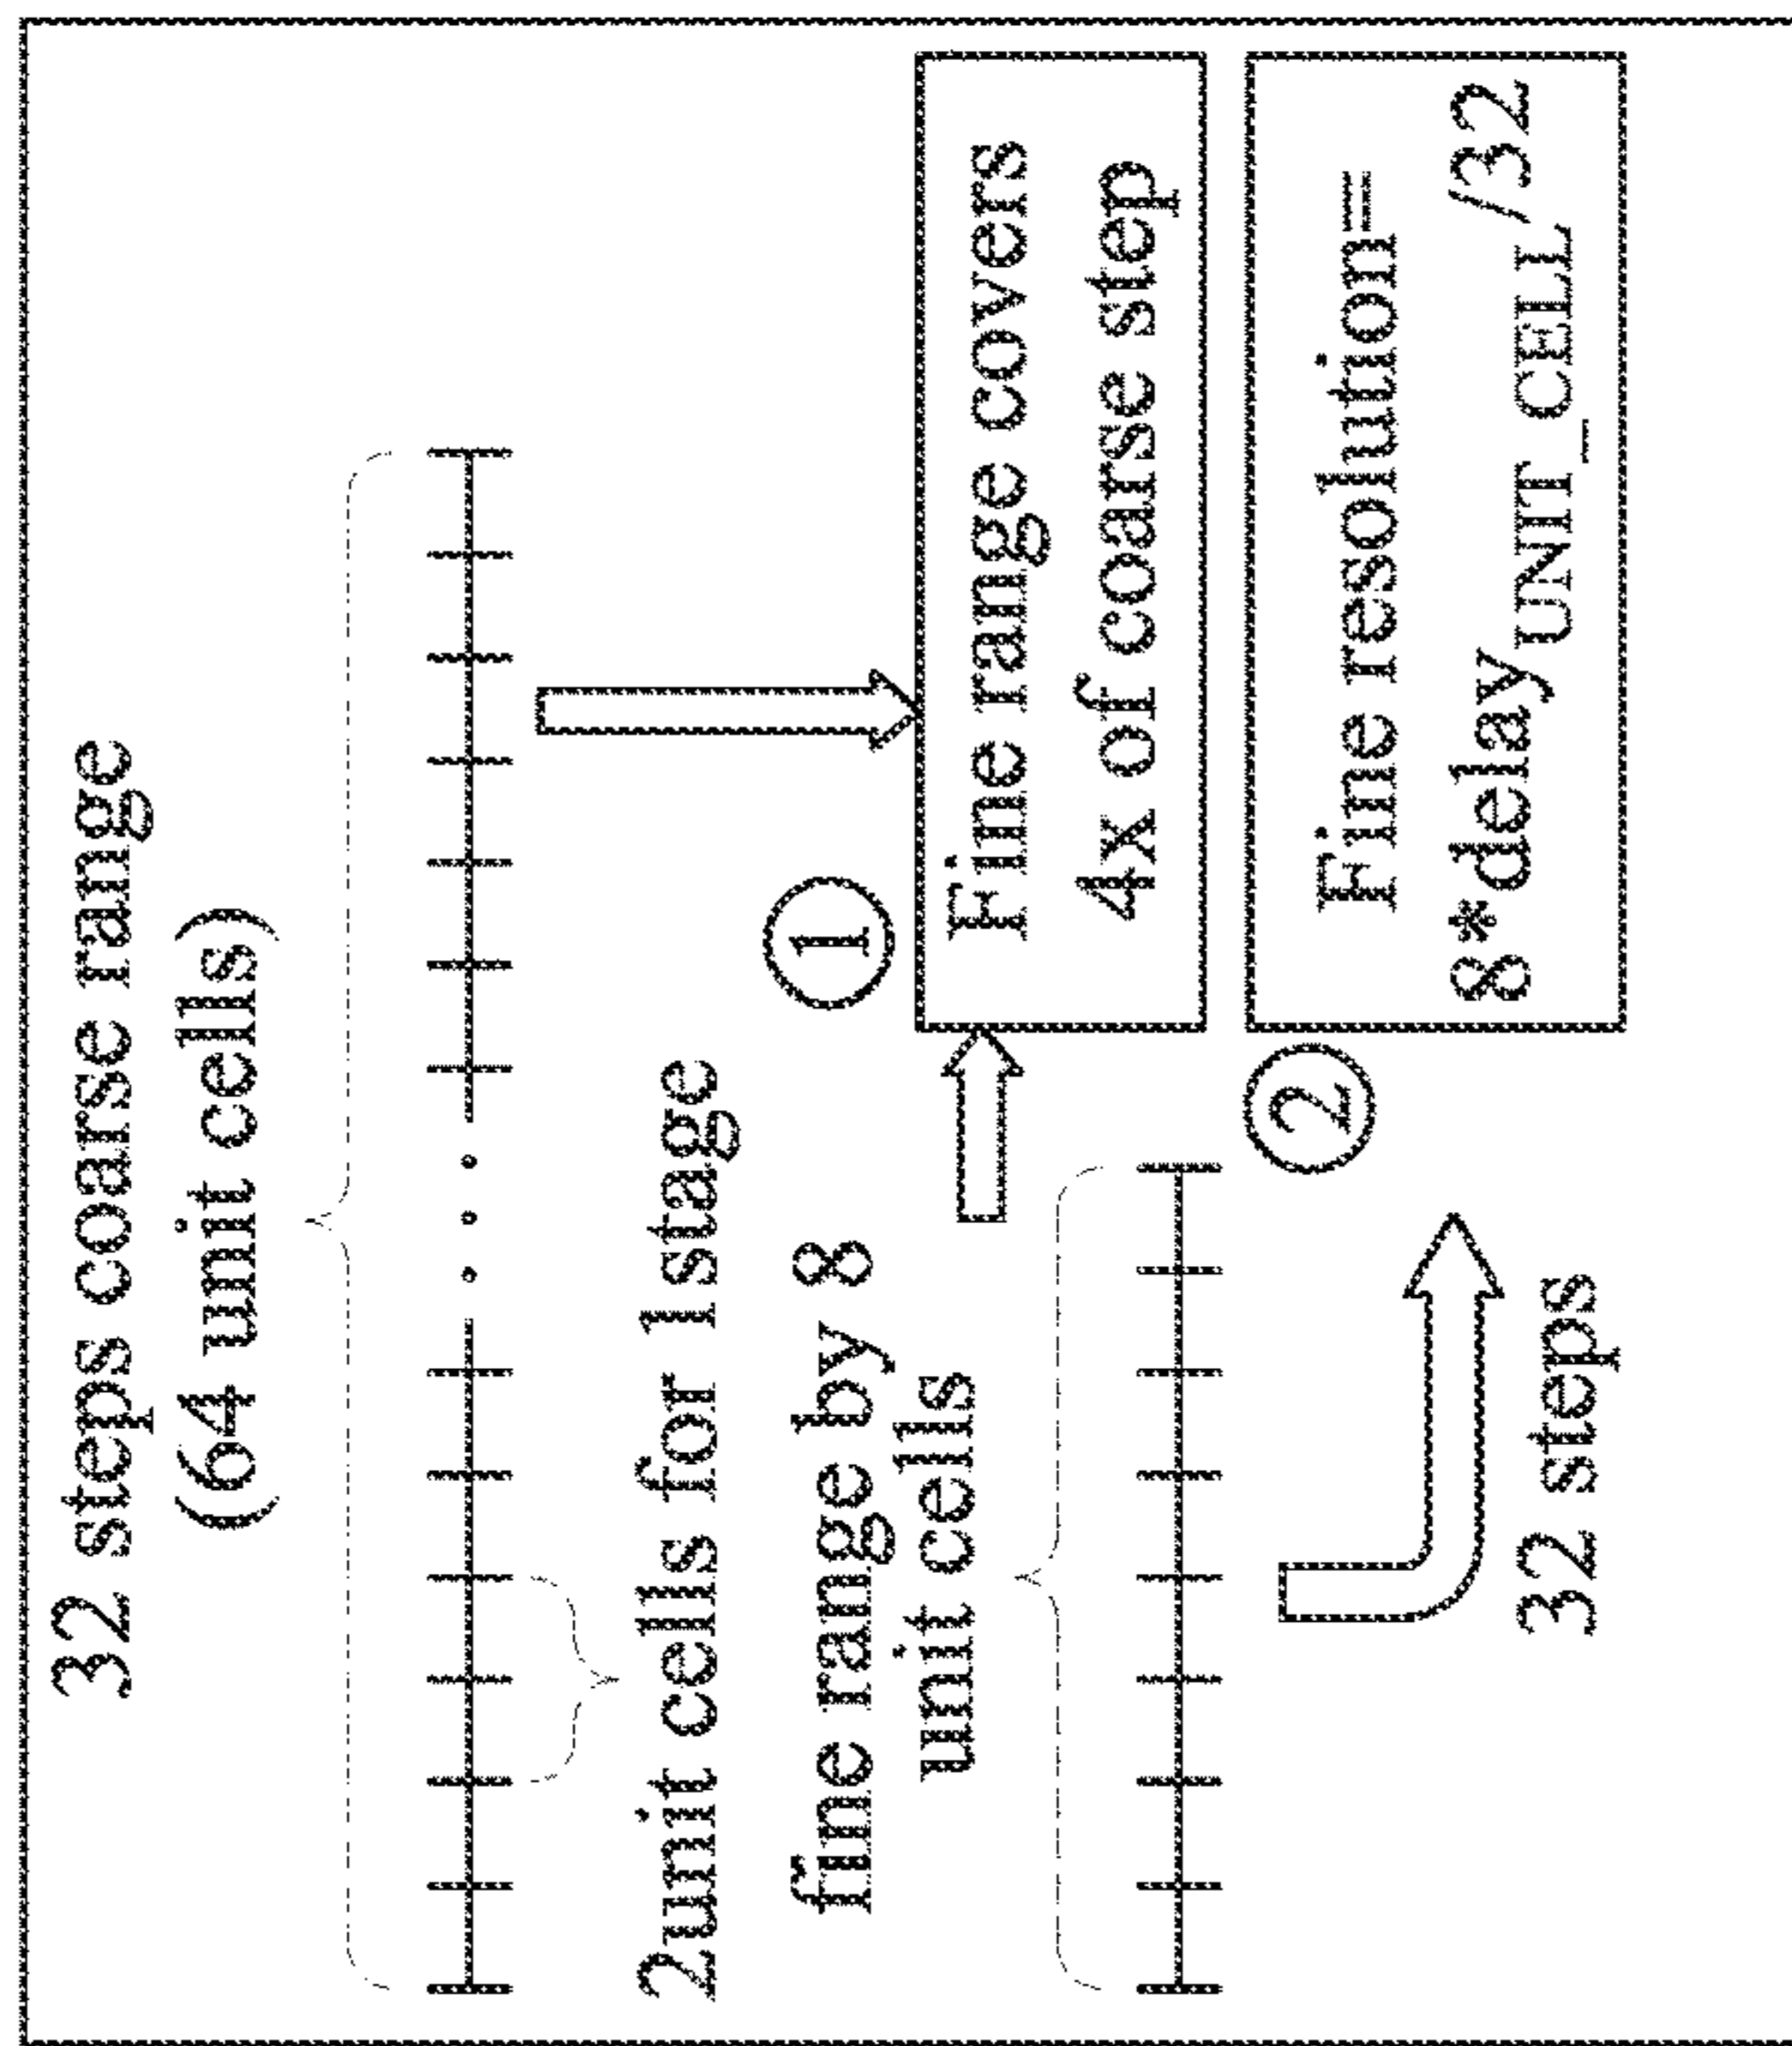 32 steps coarse range
(64 unit cells)
2unit cells for 1stage
fine range by 8
unit cells
1
Fine range covers
4x of coarse step
2
Fine resolution=
8*delayUNIT_CELL/32
32 steps